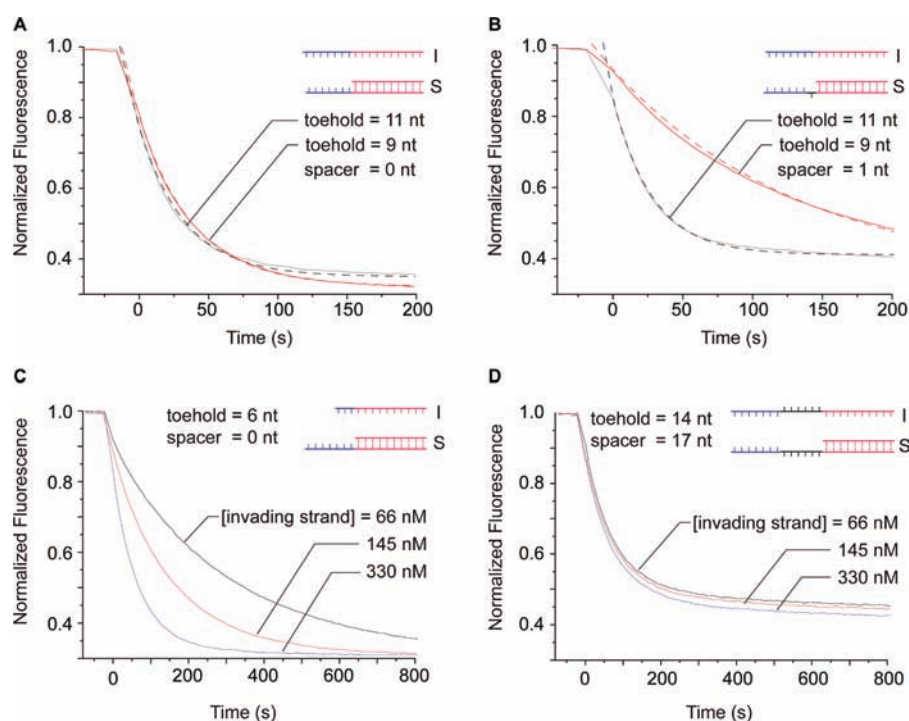 A
1.0
0.8
0.6
0.4
Normalized Fluorescence
I
S
toehold = 11 nt
toehold = 9 nt
spacer = 0 nt
0
50
100
150
200
Time (s)
B
1.0
0.8
0.6
0.4
Normalized Fluorescence
I
S
toehold = 11 nt
toehold = 9 nt
spacer = 1 nt
0
50
100
150
200
Time (s)
C
1.0
0.8
0.6
0.4
Normalized Fluorescence
toehold = 6 nt
spacer = 0 nt
I
S
[invading strand] = 66 nM
145 nM
330 nM
0
200
400
600
800
Time (s)
D
1.0
0.8
0.6
0.4
Normalized Fluorescence
toehold = 14 nt
spacer = 17 nt
I
S
[invading strand] = 66 nM
145 nM
330 nM
0
200
400
600
800
Time (s)